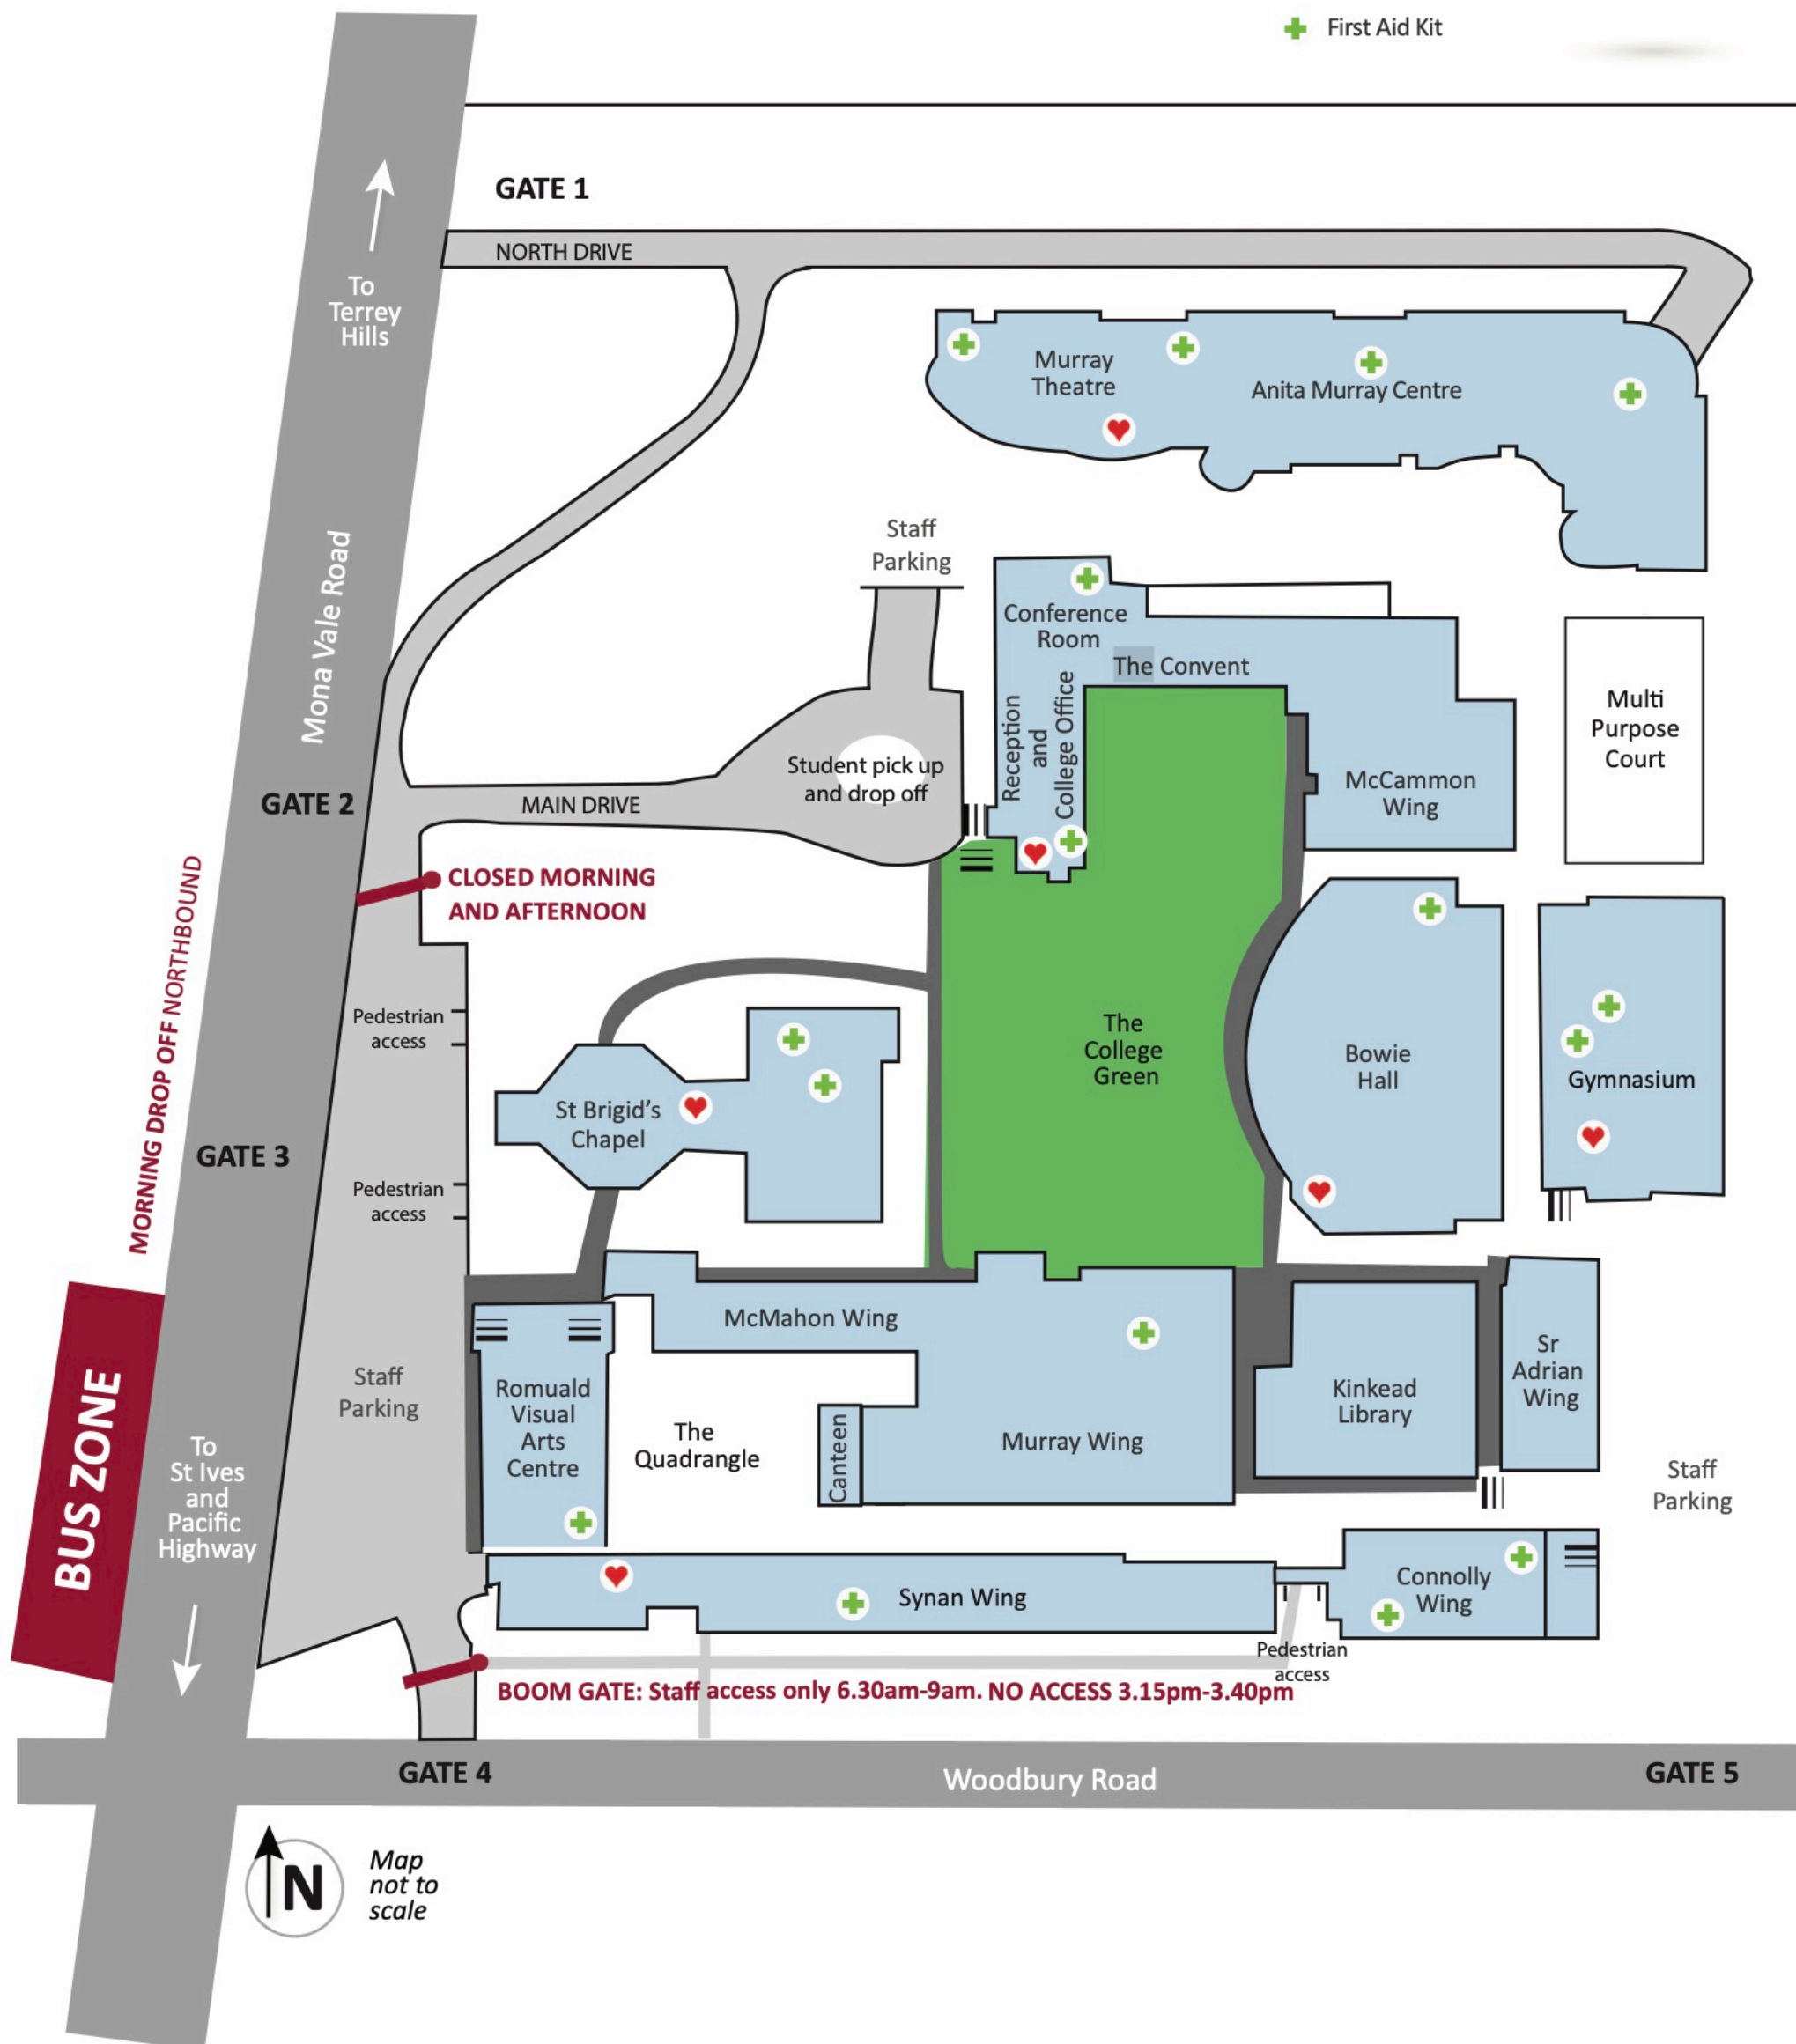 First Aid Kit
GATE 1
NORTH DRIVE
To
Terrey
Hills
Murray
Theatre
Anita Murray Centre
Mona Vale Road
Staff
Parking
Conference
Room
The Convent
Reception
and
College Office
Multi
Purpose
Court
Student pick up
and drop off
McCammon
Wing
GATE 2
MAIN DRIVE
CLOSED MORNING
AND AFTERNOON
MORNING DROP OFF NORTHBOUND
Pedestrian
access
The
College
Green
Bowie
Hall
Gymnasium
St Brigid's
Chapel
GATE 3
Pedestrian
access
McMahon Wing
Sr
Adrian
Wing
BUS ZONE
Staff
Parking
Romuald
Visual
Arts
Centre
The
Quadrangle
Canteen
Murray Wing
Kinkead
Library
To
St Ives
and
Pacific
Highway
Staff
Parking
Synan Wing
Connolly
Wing
Pedestrian
access
BOOM GATE: Staff access only 6.30am-9am. NO ACCESS 3.15pm-3.40pm
GATE 4
Woodbury Road
GATE 5
N
Map
not to
scale